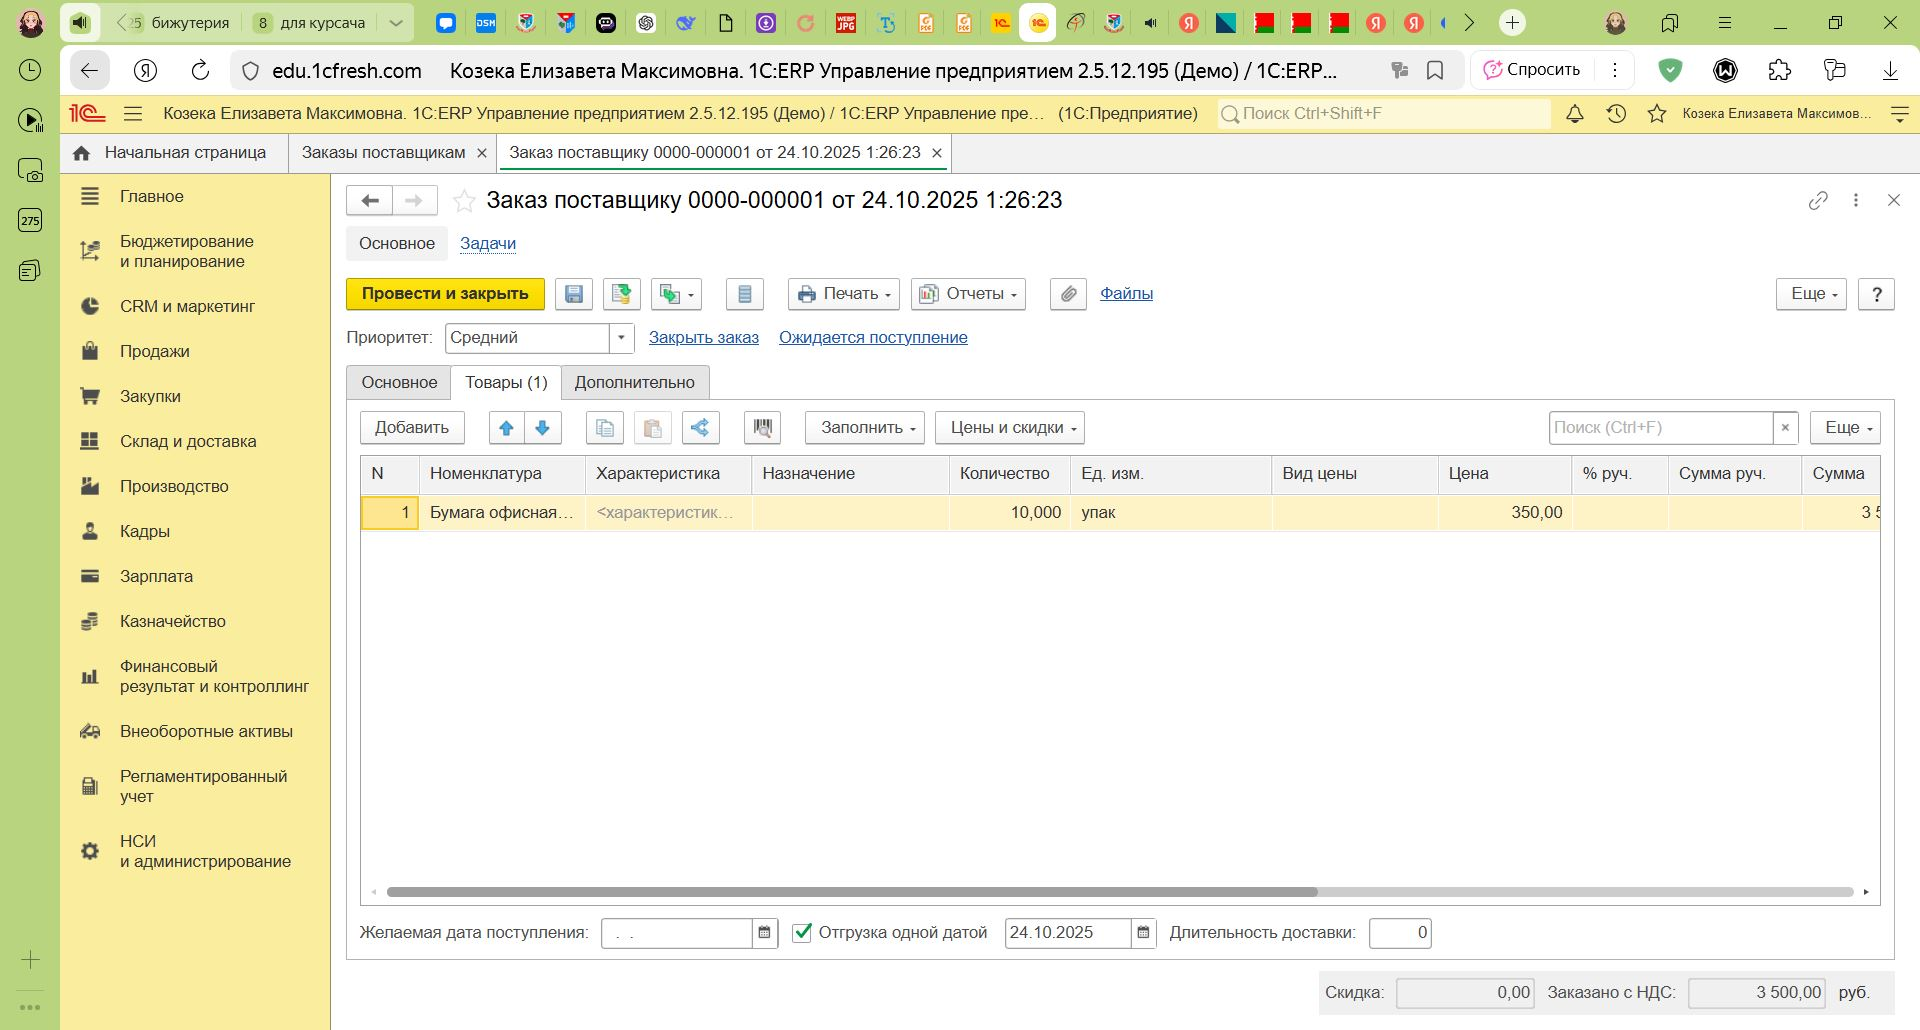 25 бижутерия 8 для курсача
edu.1cfresh.com Козека Елизавета Максимовна. 1С:ERP Управление предприятием 2.5.12.195 (Демо) / 1С:ERP... Спросить
Козека Елизавета Максимовна. 1С:ERP Управление предприятием 2.5.12.195 (Демо) / 1С:ERP Управление пре... (1С:Предприятие) Поиск Ctrl+Shift+F Козека Елизавета Максимов...
Начальная страница Заказы поставщикам Заказ поставщику 0000-000001 от 24.10.2025 1:26:23
275
Главное
Бюджетирование
и планирование
CRM и маркетинг
Продажи
Закупки
Склад и доставка
Производство
Кадры
Зарплата
Казначейство
Финансовый
результат и контроллинг
Внеоборотные активы
Регламентированный
учет
НСИ
и администрирование
Заказ поставщику 0000-000001 от 24.10.2025 1:26:23
Основное Задачи
Провести и закрыть Печать Отчеты Файлы Еще ?
Приоритет: Средний Закрыть заказ Ожидается поступление
Основное Товары (1) Дополнительно
Добавить Заполнить Цены и скидки Поиск (Ctrl+F) × Еще
N Номенклатура Характеристика Назначение Количество Ед. изм. Вид цены Цена % руч. Сумма руч. Сумма
1 Бумага офисная... <характеристик... 10,000 упак 350,00 3 5
Желаемая дата поступления: . . Отгрузка одной датой 24.10.2025 Длительность доставки: 0
Скидка: 0,00 Заказано с НДС: 3 500,00 руб.